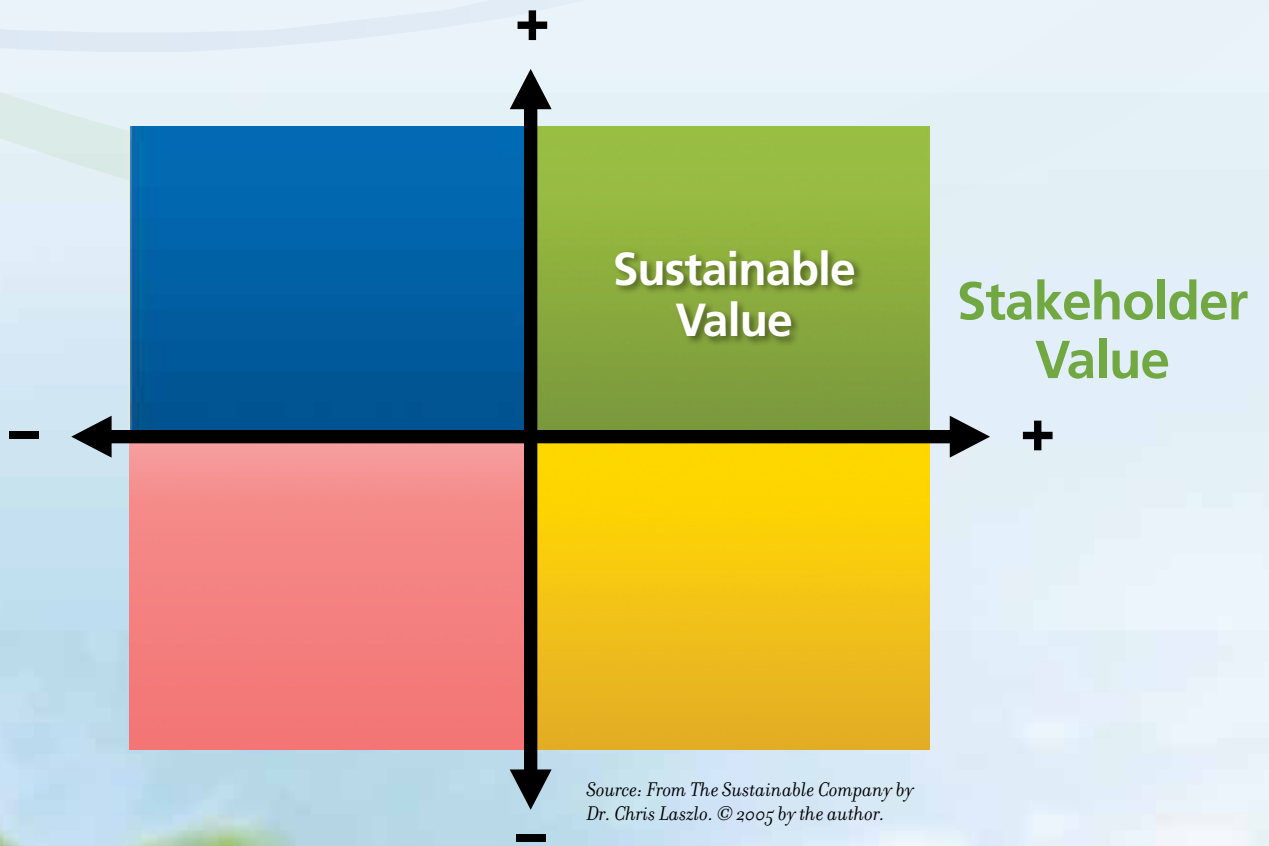 +
Sustainable
Value
Stakeholder
Value
– +
Source: From The Sustainable Company by
Dr. Chris Laszlo. © 2005 by the author.
–